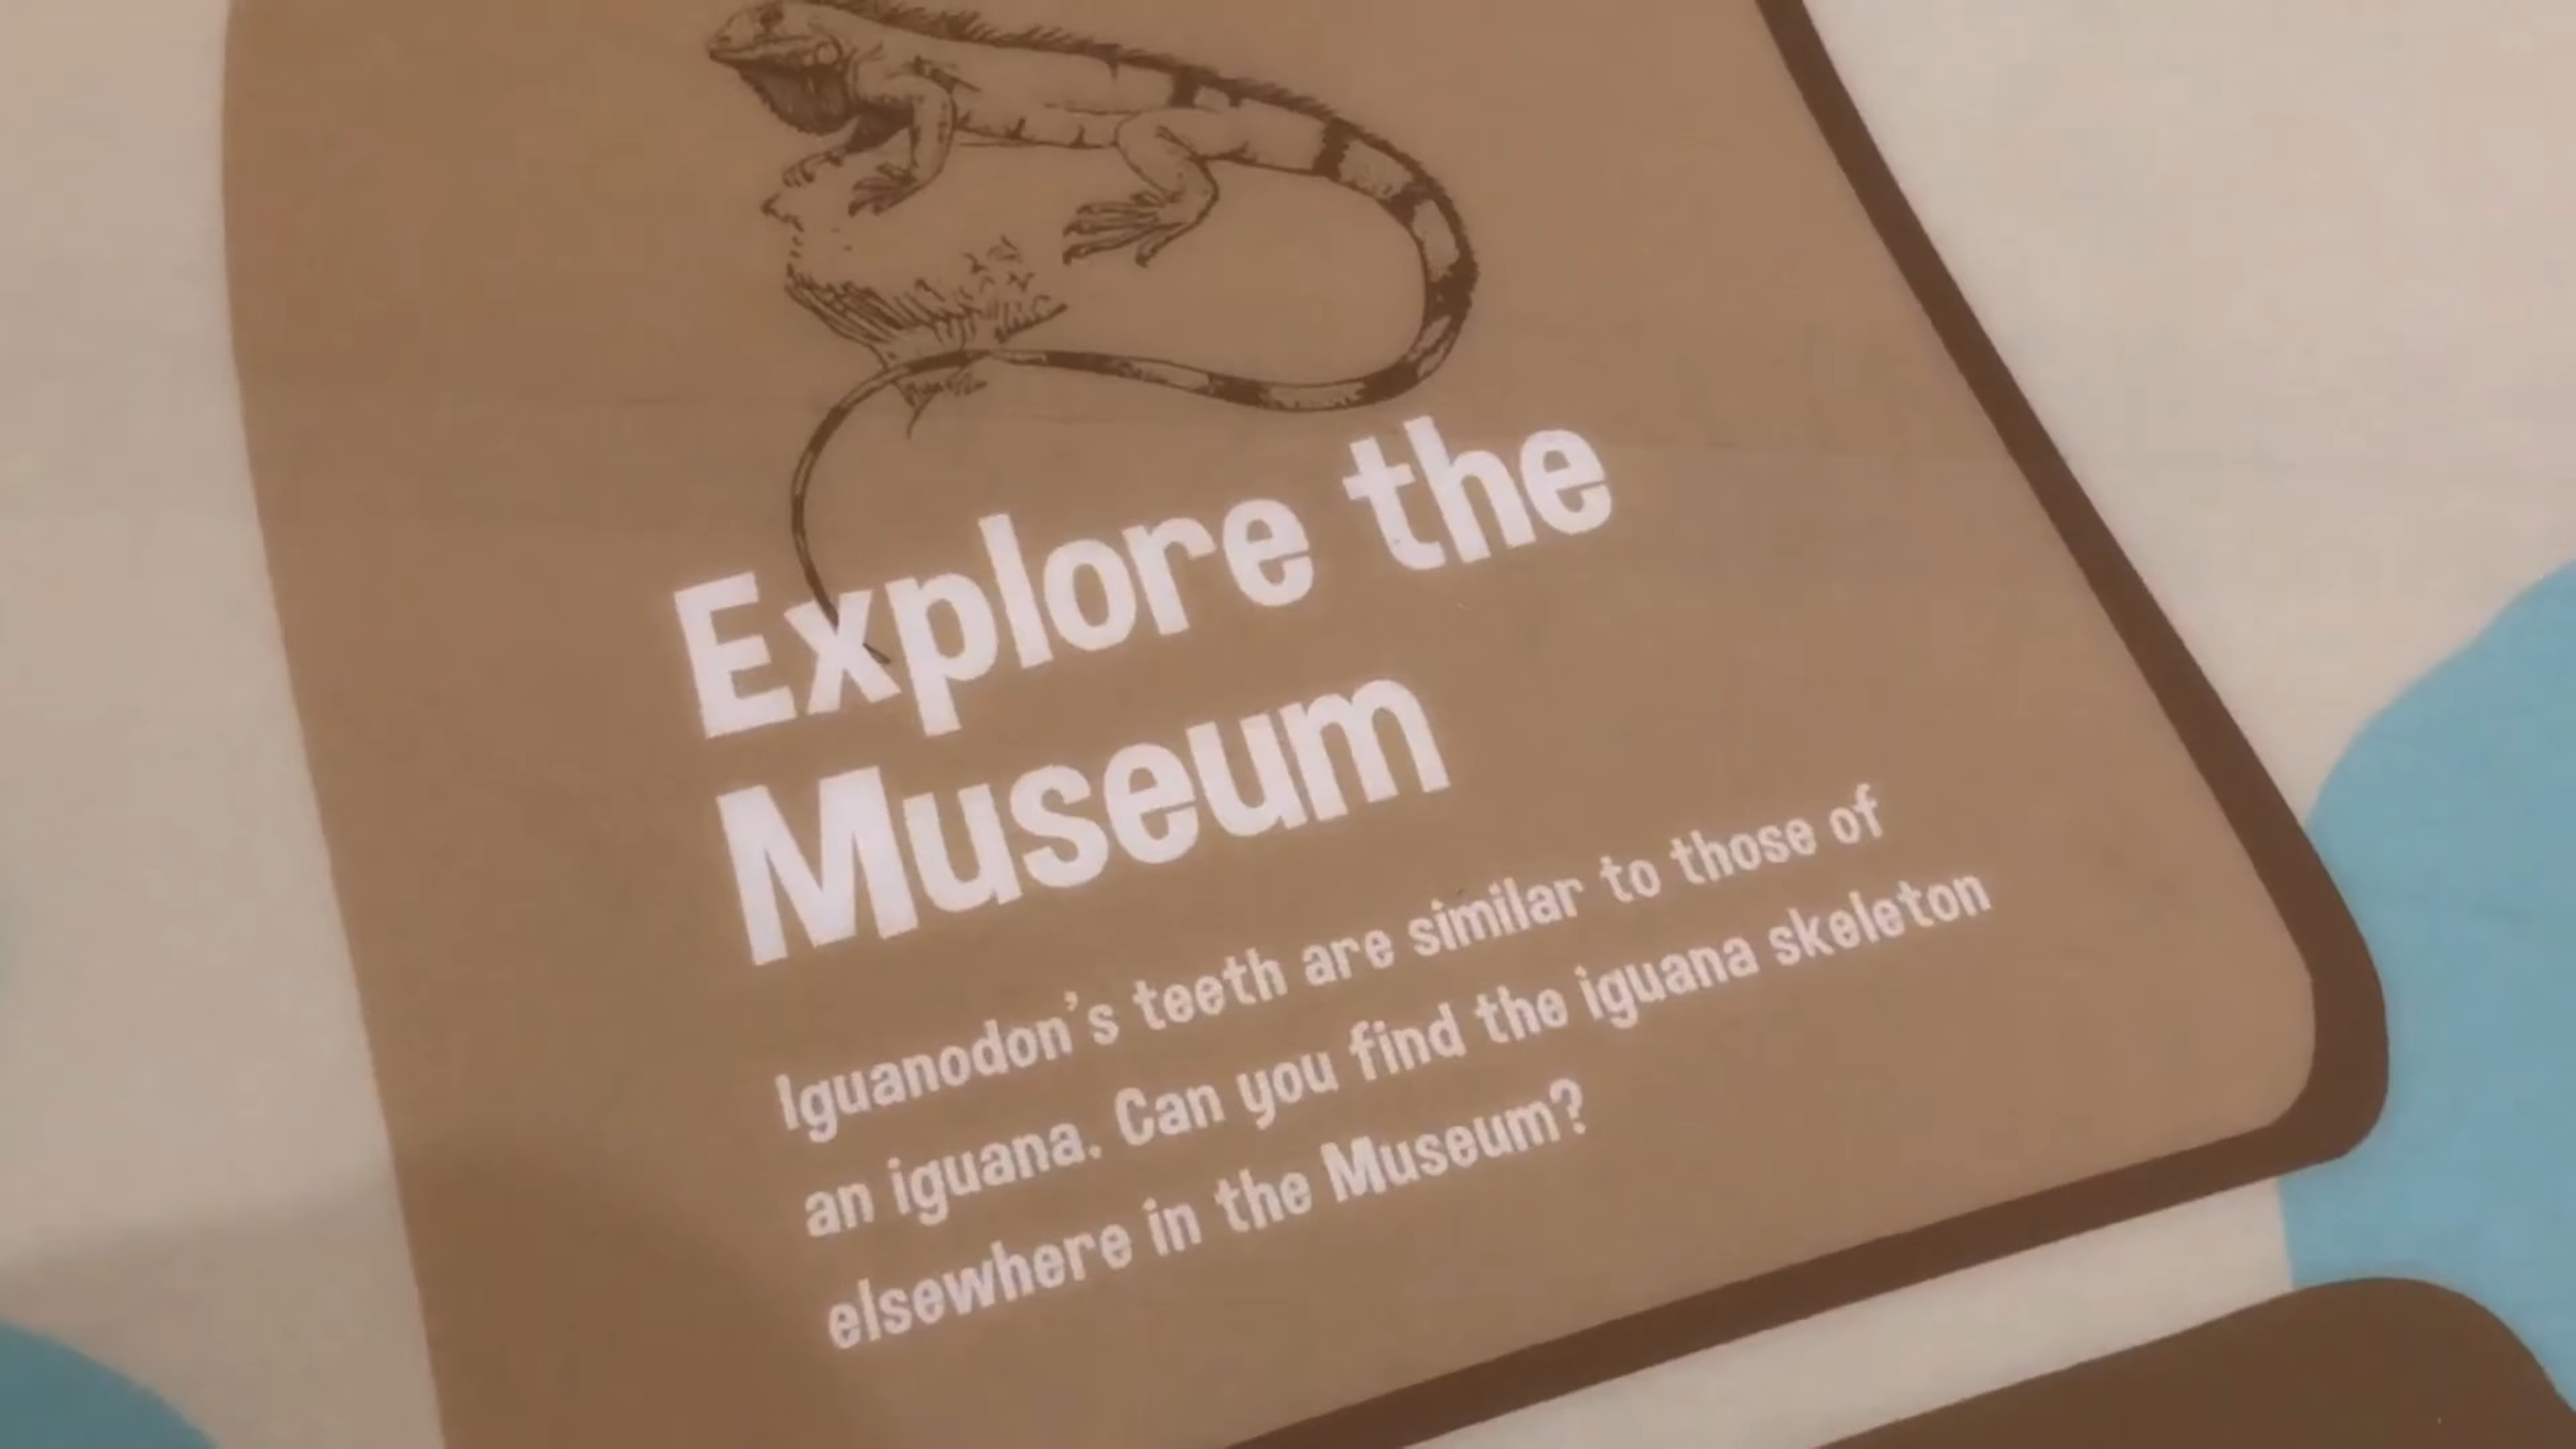 Explore the
Museum
Iguanodon's teeth are similar to those of
an iguana. Can you find the iguana skeleton
elsewhere in the Museum?